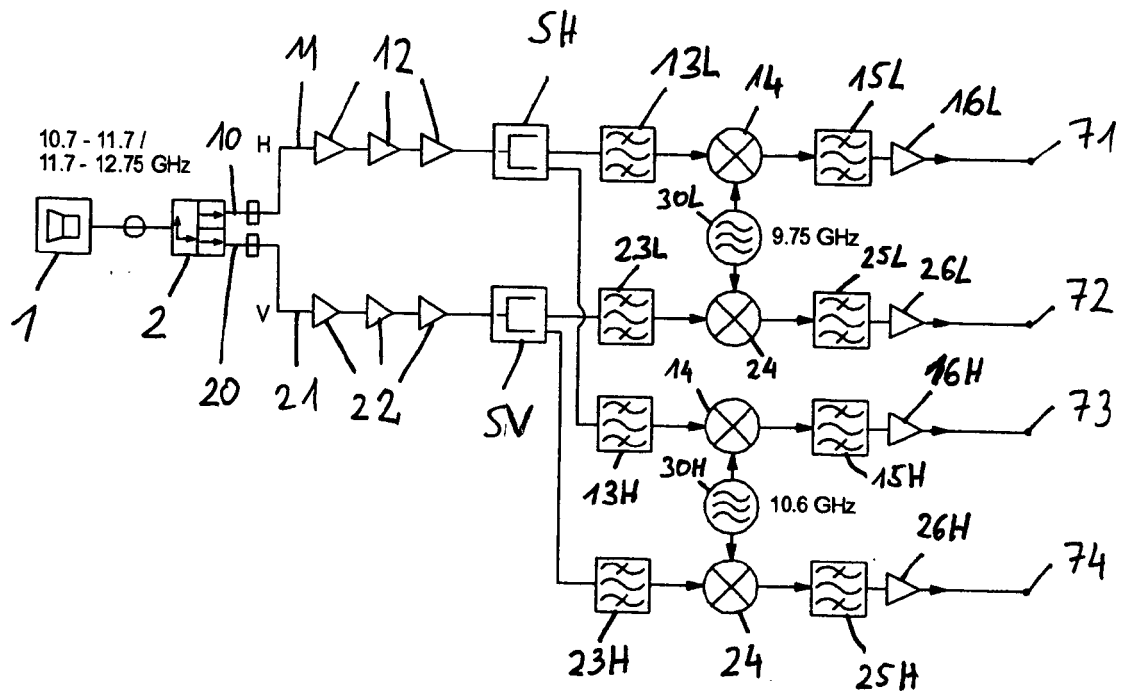 SH
11
12
13L
14
15L
16L
71
10.7 - 11.7 /
11.7 - 12.75 GHz
10
H
30L
9.75 GHz
1
2
20
V
21
22
SV
23L
24
25L
26L
72
14
13H
30H
10.6 GHz
15H
16H
73
23H
24
25H
26H
74